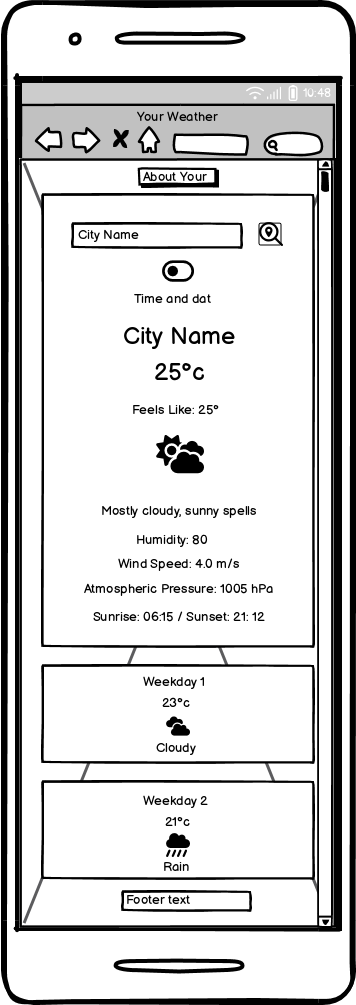 10:48
Your Weather
About Your
City Name
Time and dat
City Name
25°c
Feels Like: 25°
Mostly cloudy, sunny spells
Humidity: 80
Wind Speed: 4.0 m/s
Atmospheric Pressure: 1005 hPa
Sunrise: 06:15 / Sunset: 21: 12
Weekday 1
23°c
Cloudy
Weekday 2
21°c
Rain
Footer text